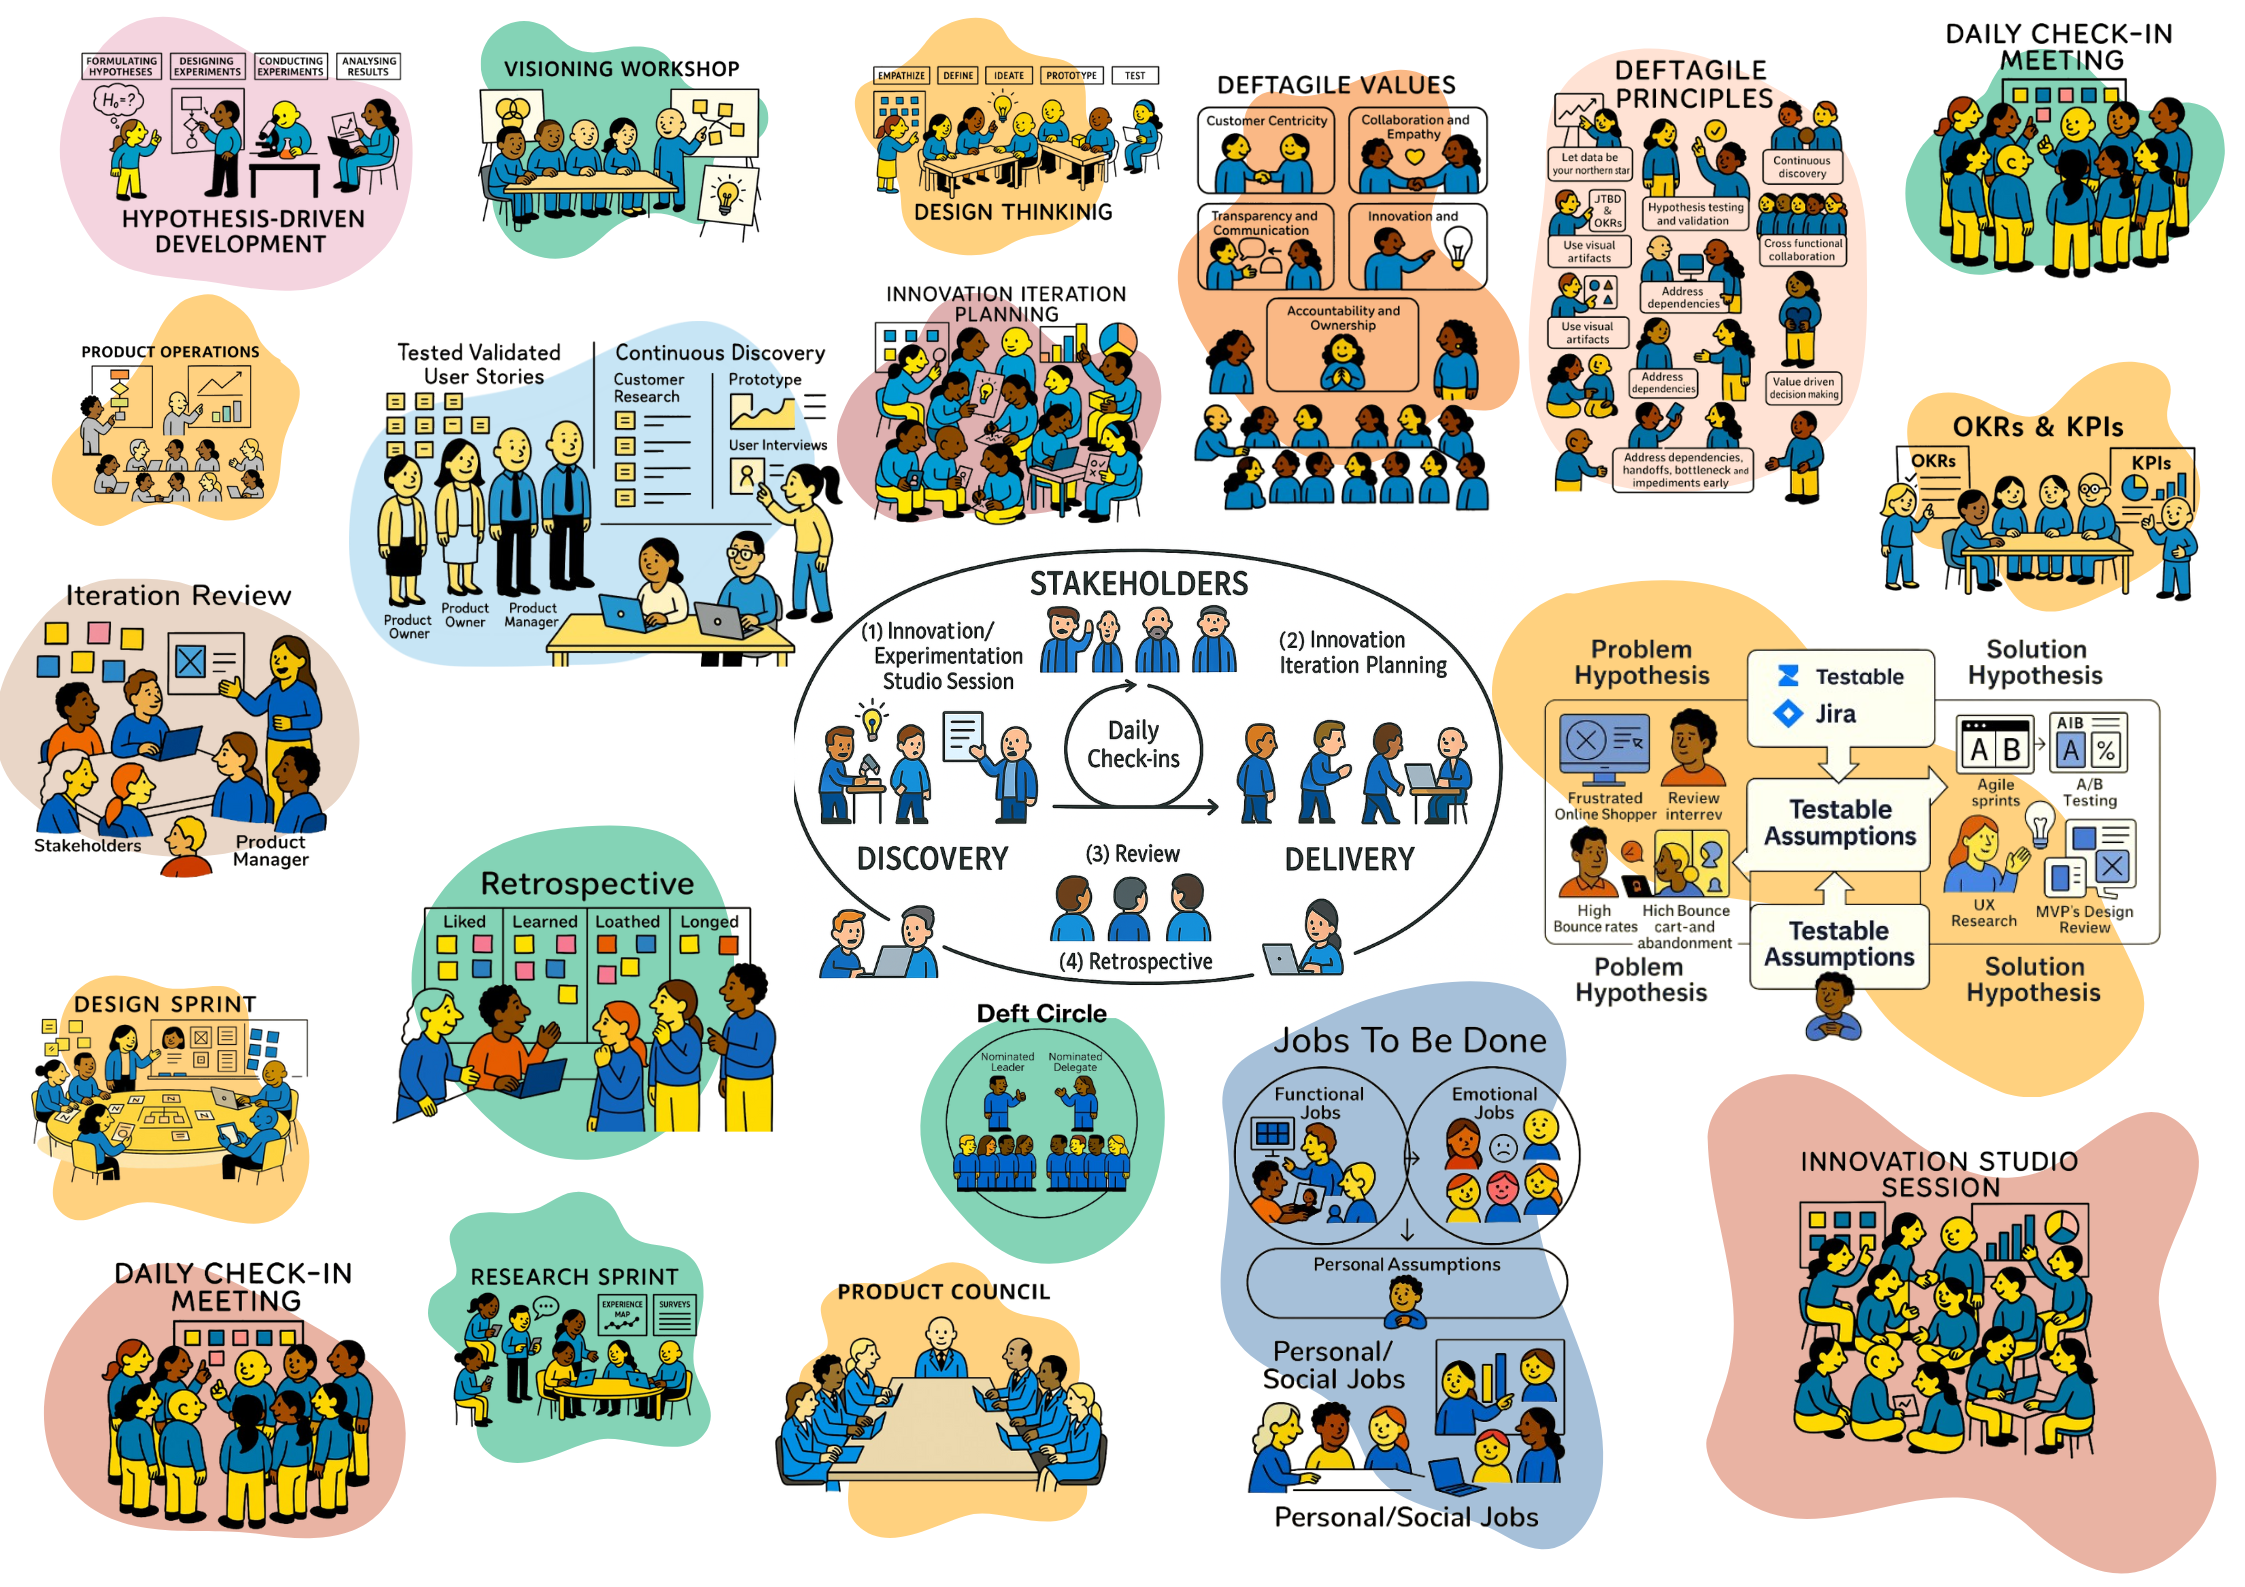 FORMULATING
HYPOTHESES
DESIGNING
EXPERIMENTS
CONDUCTING
EXPERIMENTS
ANALYSING
RESULTS
H₀=?
HYPOTHESIS-DRIVEN
DEVELOPMENT
VISIONING WORKSHOP
EMPATHIZE
DEFINE
IDEATE
PROTOTYPE
TEST
DESIGN THINKINIG
DEFTAGILE VALUES
Customer Centricity
Collaboration and
Empathy
Transparency and
Communication
Innovation and
Accountability and
Ownership
DEFTAGILE
PRINCIPLES
Let data be
your northern star
Continuous
discovery
JTBD
&
OKRs
Hypothesis testing
and validation
Use visual
artifacts
Cross functional
collaboration
Address
dependencies
Use visual
artifacts
Address
dependencies
Value driven
decision making
Address dependencies,
handoffs, bottleneck and
impediments early
DAILY CHECK-IN
MEETING
PRODUCT OPERATIONS
Tested Validated
User Stories
Continuous Discovery
Customer
Research
Prototype
User Interviews
Product
Owner
Product
Owner
Product
Manager
INNOVATION ITERATION
PLANNING
OKRs & KPIs
OKRs
KPIs
Iteration Review
Stakeholders
Product
Manager
STAKEHOLDERS
(1) Innovation/
Experimentation
Studio Session
(2) Innovation
Iteration Planning
Daily
Check-ins
DISCOVERY
(3) Review
DELIVERY
(4) Retrospective
Problem
Hypothesis
Testable
Jira
Solution
Hypothesis
Frustrated
Online Shopper
Review
interrev
Testable
Assumptions
A B
AIB
A %
Agile
sprints
A/B
Testing
High
Bounce rates
Hich Bounce
cart-and
abandonment
Testable
Assumptions
UX
Research
MVP's Design
Review
Poblem
Hypothesis
Solution
Hypothesis
Retrospective
Liked
Learned
Loathed
Longed
DESIGN SPRINT
N
N
N
Deft Circle
Nominated
Leader
Nominated
Delegate
Jobs To Be Done
Functional
Jobs
Emotional
Jobs
Personal Assumptions
Personal/
Social Jobs
Personal/Social Jobs
INNOVATION STUDIO
SESSION
DAILY CHECK-IN
MEETING
RESEARCH SPRINT
EXPERIENCE
MAP
SURVEYS
PRODUCT COUNCIL